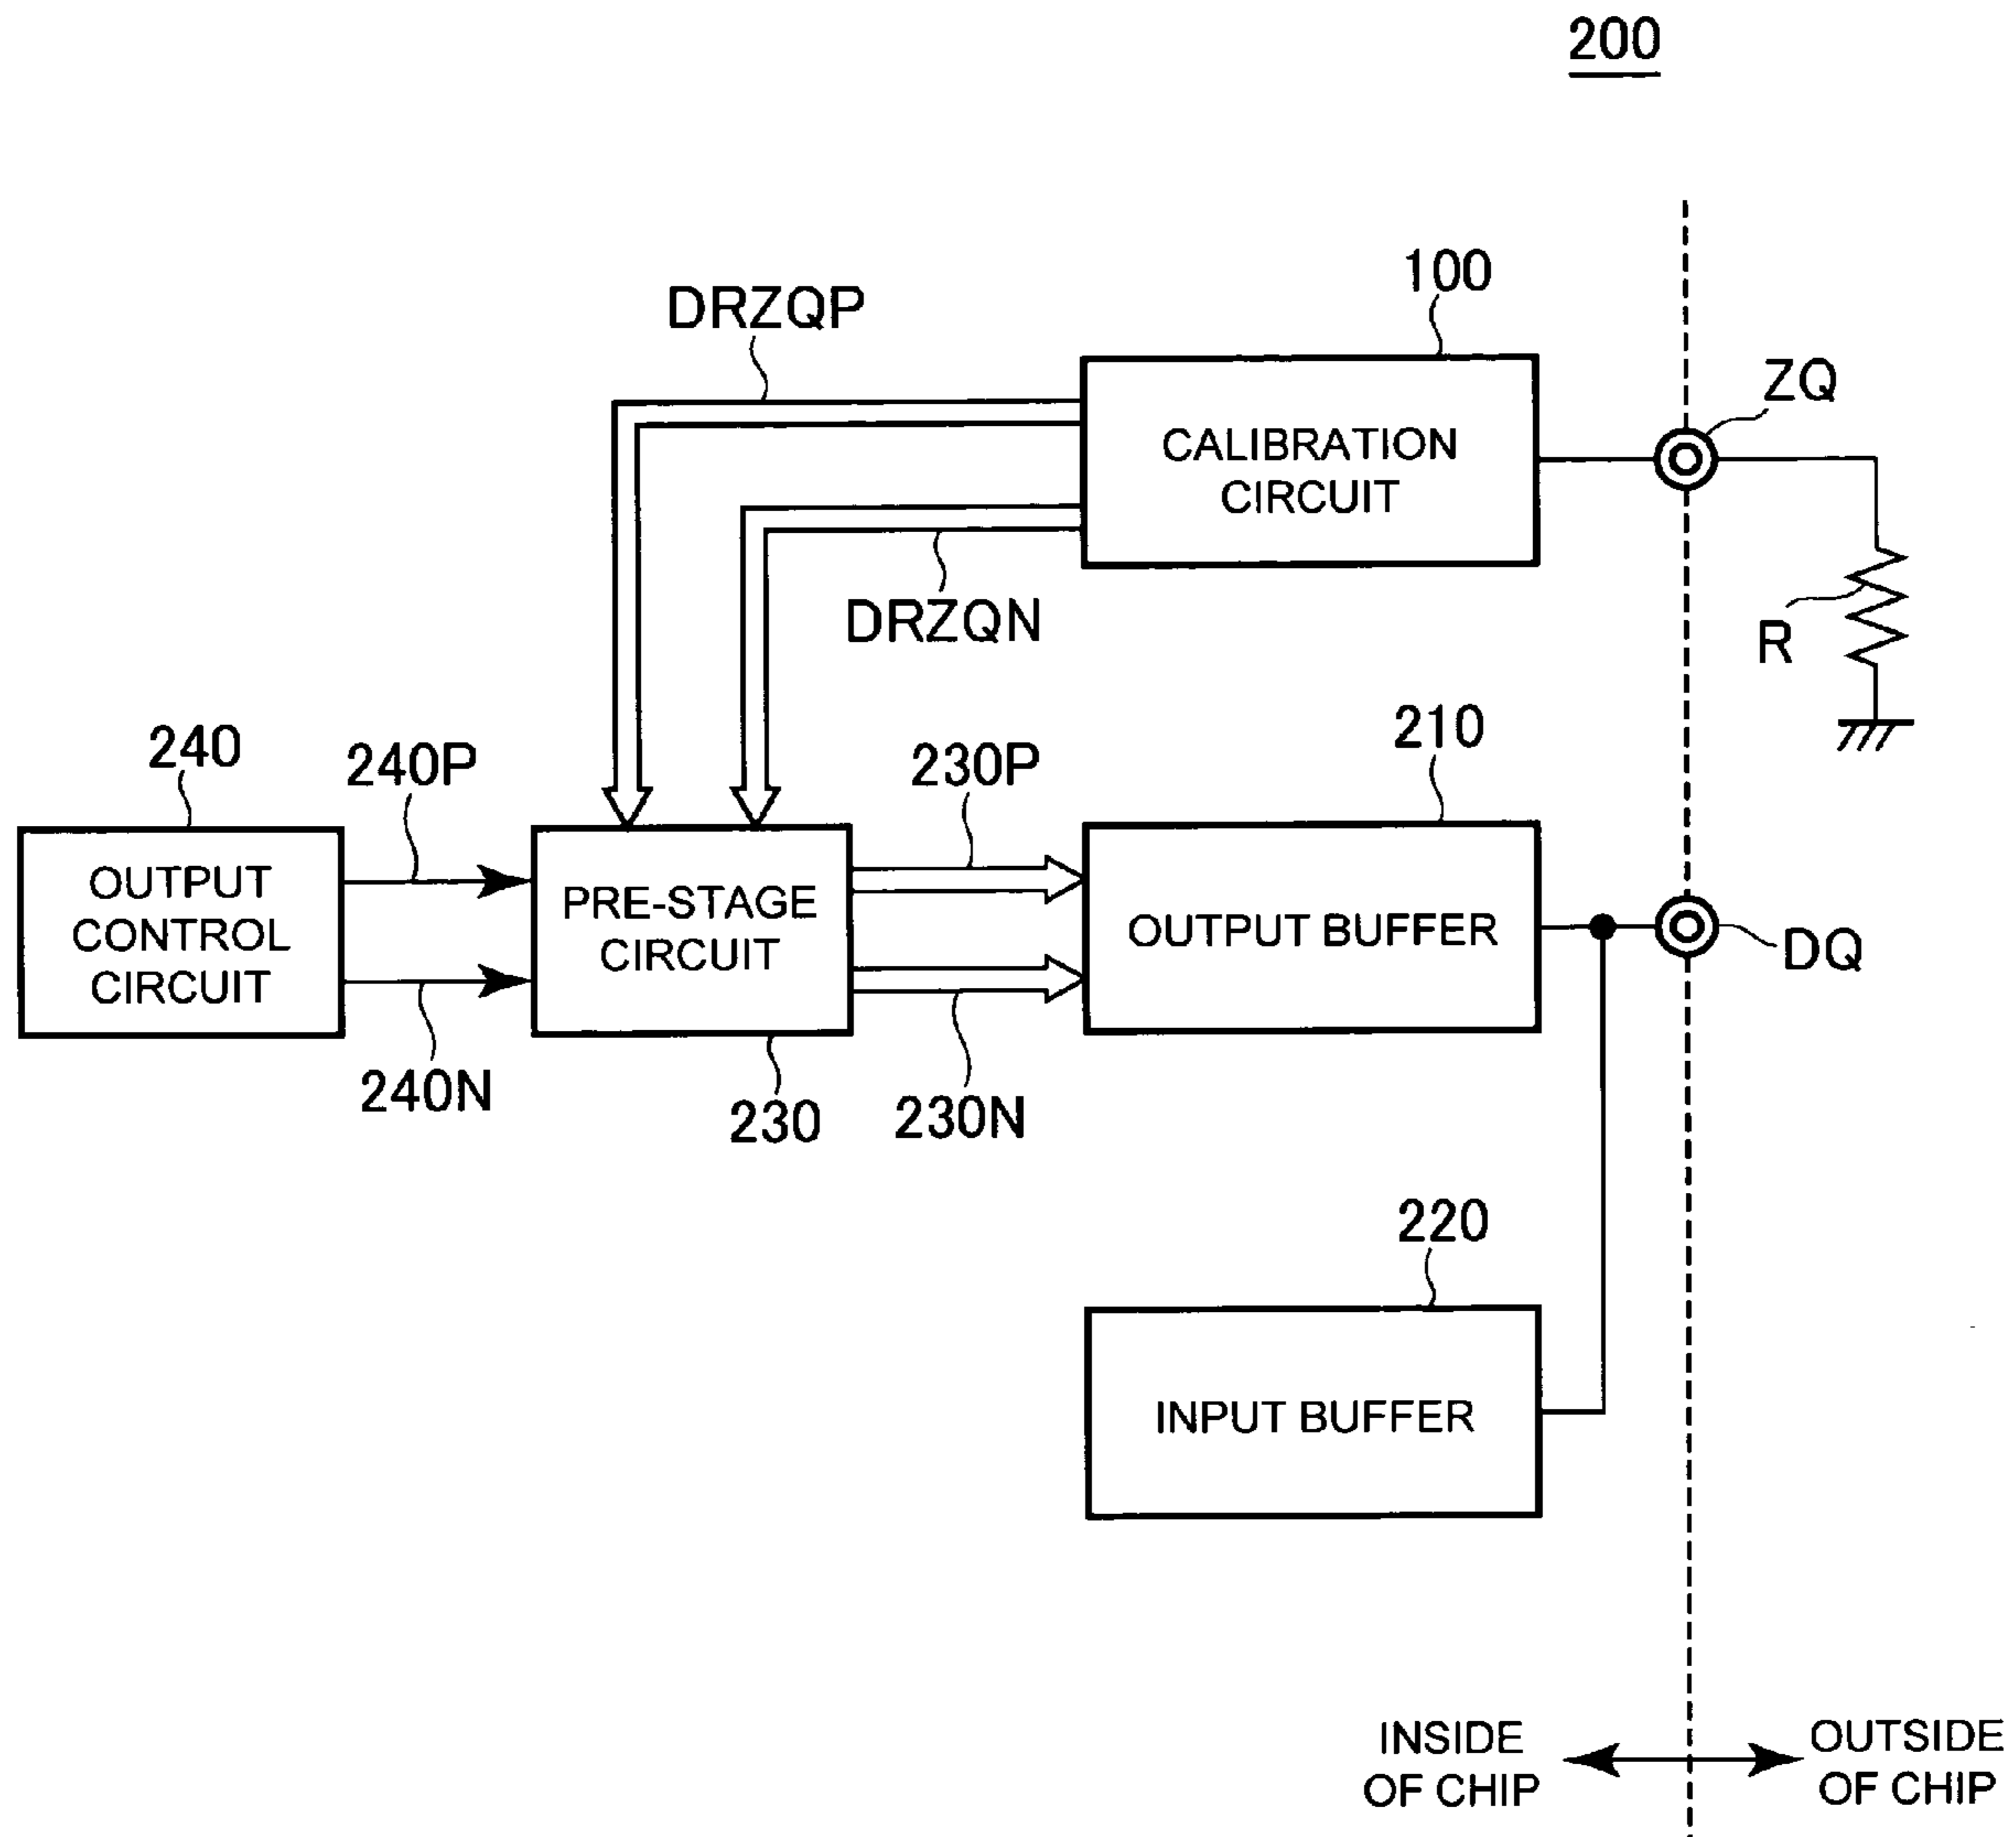 200
100
DRZQP
ZQ
CALIBRATION
CIRCUIT
DRZQN
R
210
240
240P
230P
OUTPUT
CONTROL
CIRCUIT
PRE-STAGE
CIRCUIT
OUTPUT BUFFER
DQ
240N
230
230N
220
INPUT BUFFER
INSIDE
OF CHIP
OUTSIDE
OF CHIP